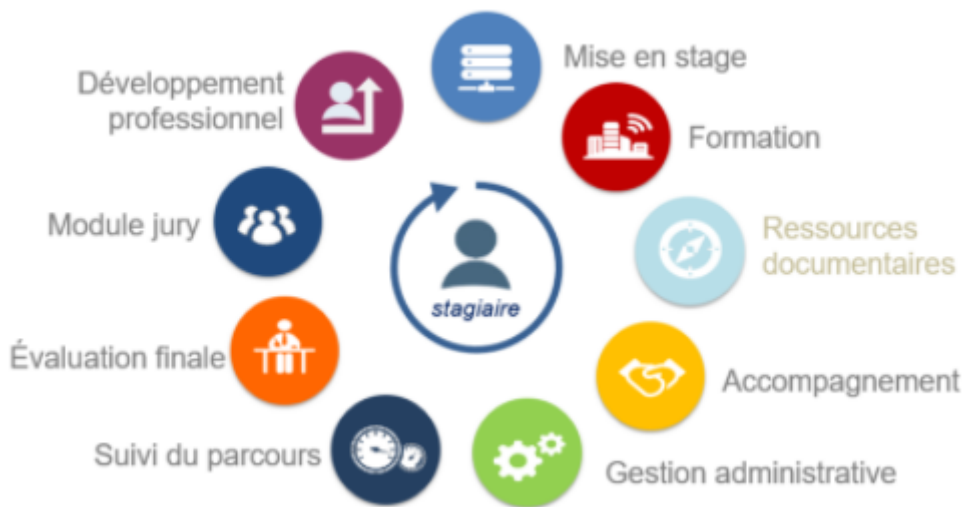 Mise en stage
Formation
Ressources
documentaires
Accompagnement
Gestion administrative
Suivi du parcours
Évaluation finale
Module jury
Développement
professionnel
stagiaire